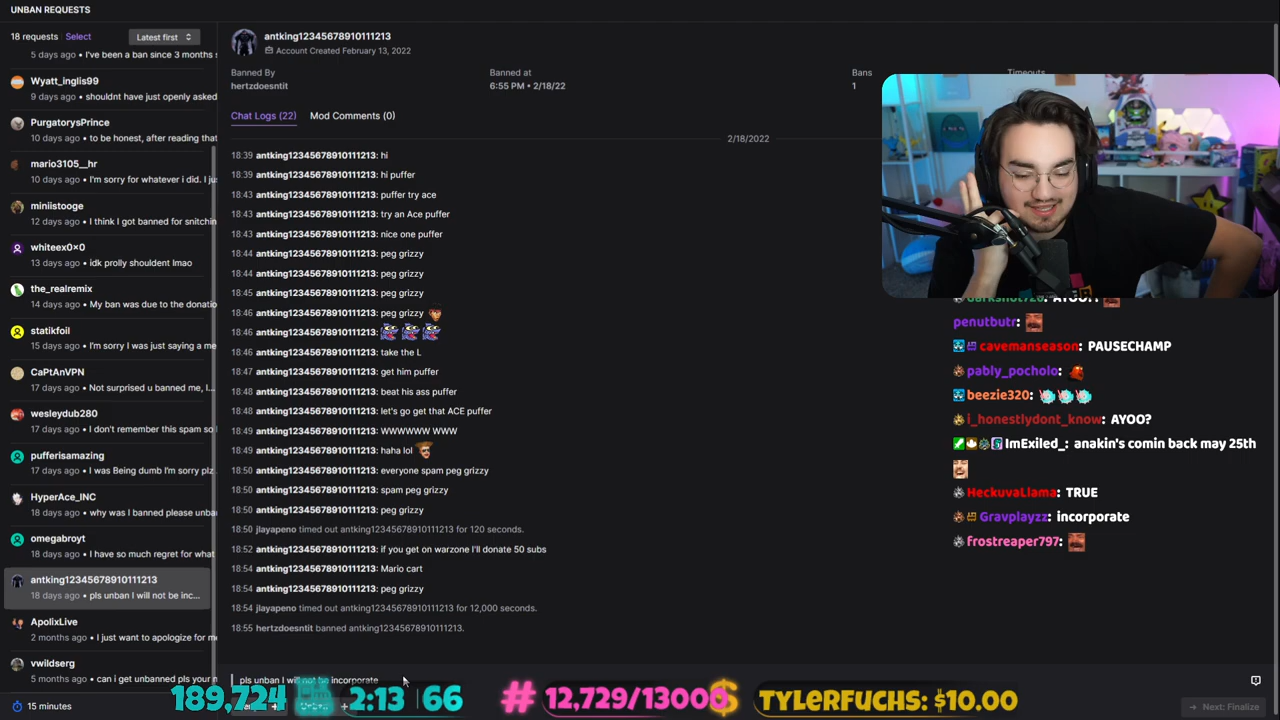 UNBAN REQUESTS
18 requests Select Latest first
5 days ago • I've been a ban since 3 months
Wyatt_inglis99
9 days ago • shouldnt have just openly asked
PurgatorysPrince
10 days ago • to be honest, after reading that
mario3105__hr
10 days ago • I'm sorry for whatever i did. I ju
miniistooge
12 days ago • I think I got banned for snitchin
whiteex0×0
13 days ago • idk prolly shouldent lmao
the_realremix
14 days ago • My ban was due to the donatio
statikfoil
15 days ago • I'm sorry I was just saying a me
CaPtAnVPN
17 days ago • Not surprised u banned me, I...
wesleydub280
17 days ago • I don't remember this spam so
pufferisamazing
17 days ago • I was Being dumb I'm sorry plz
HyperAce_INC
18 days ago • why was I banned please unba
omegabroyt
18 days ago • I have so much regret for what
antking12345678910111213
18 days ago • pls unban I will not be inc...
ApolixLive
2 months ago • I just want to apologize for m
vwildserg
5 months ago • can i get unbanned pls your
15 minutes
antking12345678910111213
Account Created February 13, 2022
Banned By
hertzdoesntit
Banned at
6:55 PM • 2/18/22
Bans
1
Timeouts
Chat Logs (22) Mod Comments (0)
2/18/2022
18:39 antking12345678910111213: hi
18:39 antking12345678910111213: hi puffer
18:43 antking12345678910111213: puffer try ace
18:43 antking12345678910111213: try an Ace puffer
18:43 antking12345678910111213: nice one puffer
18:44 antking12345678910111213: peg grizzy
18:44 antking12345678910111213: peg grizzy
18:45 antking12345678910111213: peg grizzy
18:46 antking12345678910111213: peg grizzy
18:46 antking12345678910111213:
18:46 antking12345678910111213: take the L
18:47 antking12345678910111213: get him puffer
18:48 antking12345678910111213: beat his ass puffer
18:48 antking12345678910111213: let's go get that ACE puffer
18:49 antking12345678910111213: WWWWW WWW
18:49 antking12345678910111213: haha lol
18:50 antking12345678910111213: everyone spam peg grizzy
18:50 antking12345678910111213: spam peg grizzy
18:50 antking12345678910111213: peg grizzy
18:50 jlayapeno timed out antking12345678910111213 for 120 seconds.
18:52 antking12345678910111213: if you get on warzone I'll donate 50 subs
18:54 antking12345678910111213: Mario cart
18:54 antking12345678910111213: peg grizzy
18:54 jlayapeno timed out antking12345678910111213 for 12,000 seconds.
18:55 hertzdoesntit banned antking12345678910111213.
pls unban I will not be incorporate
Next: Finalize
darkshot726: AYO??
penutbutr:
cavemanseason: PAUSECHAMP
pably_pocholo:
beezie320:
i_honestlydont_know: AYOO?
ImExiled_: anakin's comin back may 25th
HeckuvaLlama: TRUE
Gravplayzz: incorporate
frostreaper797:
189,724 2:13 66 # 12,729/13000 $ TYLERFUCHS: $10.00